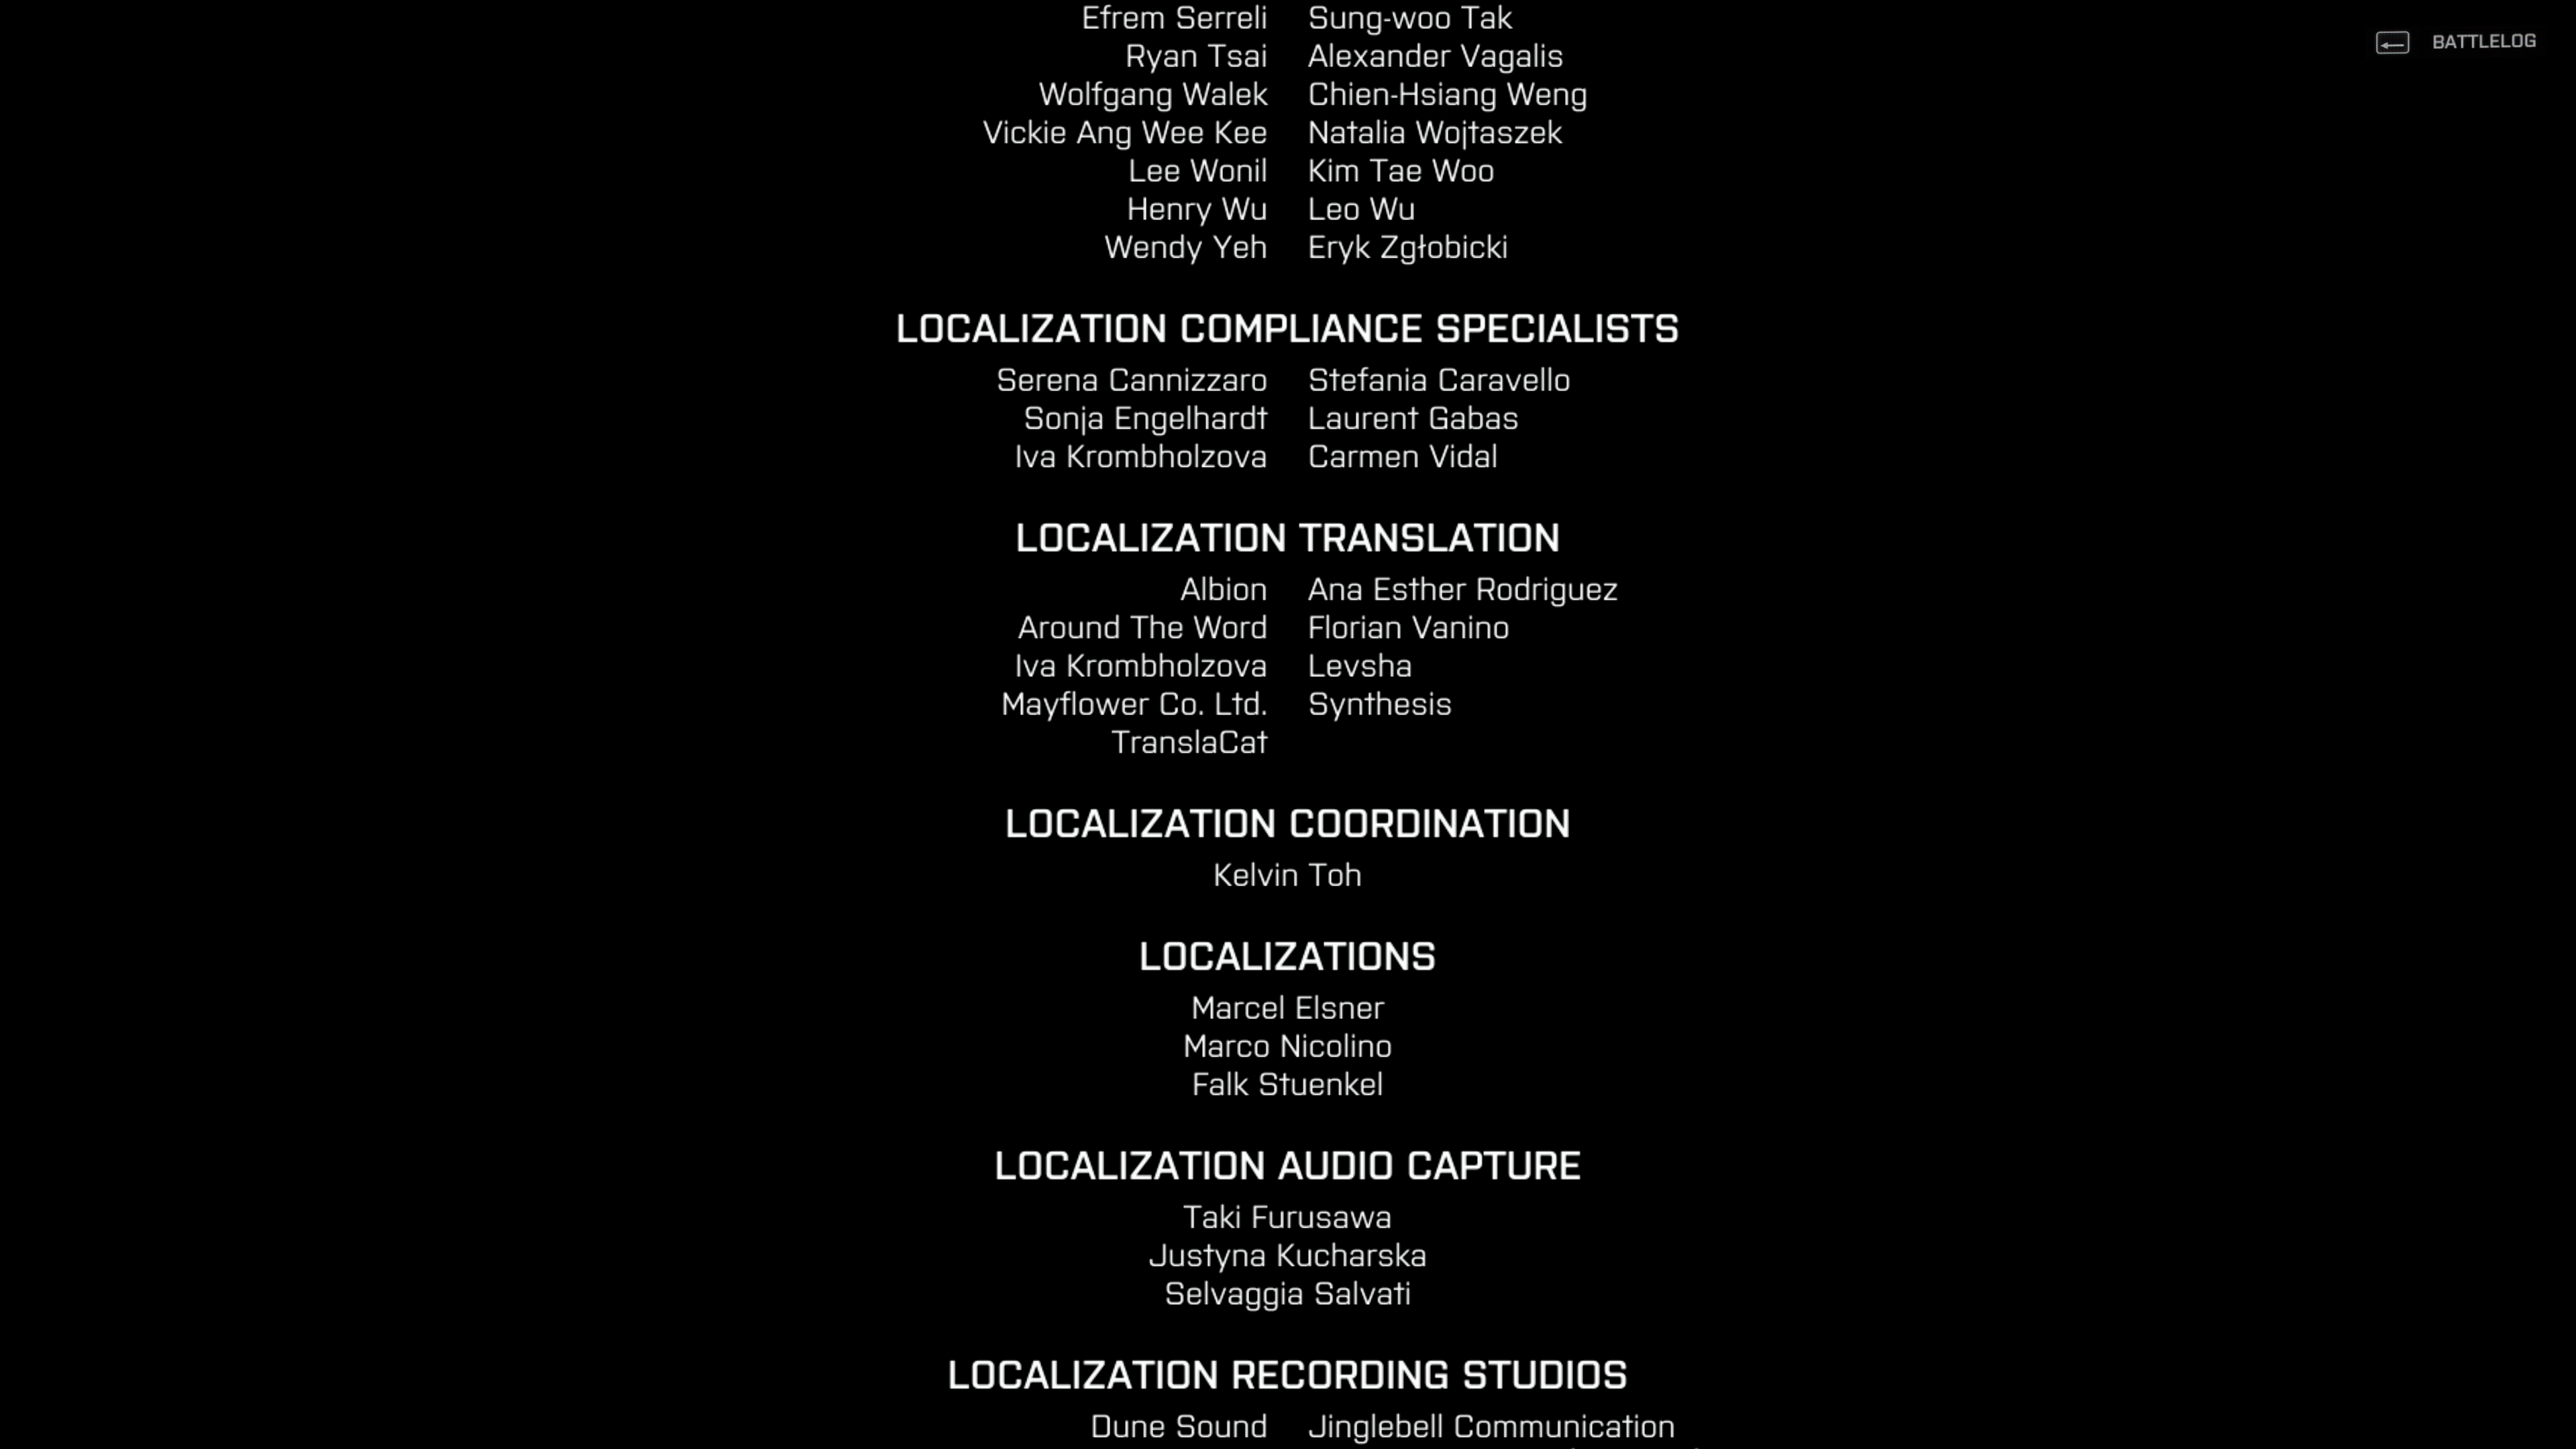 Efrem Serreli Sung-woo Tak
BATTLELOG
Ryan Tsai Alexander Vagalis
Wolfgang Walek Chien-Hsiang Weng
Vickie Ang Wee Kee Natalia Wojtaszek
Lee Wonil Kim Tae Woo
Henry Wu Leo Wu
Wendy Yeh Eryk Zgłobicki
LOCALIZATION COMPLIANCE SPECIALISTS
Serena Cannizzaro Stefania Caravello
Sonja Engelhardt Laurent Gabas
Iva Krombholzova Carmen Vidal
LOCALIZATION TRANSLATION
Albion Ana Esther Rodriguez
Around The Word Florian Vanino
Iva Krombholzova Levsha
Mayflower Co. Ltd. Synthesis
TranslaCat
LOCALIZATION COORDINATION
Kelvin Toh
LOCALIZATIONS
Marcel Elsner
Marco Nicolino
Falk Stuenkel
LOCALIZATION AUDIO CAPTURE
Taki Furusawa
Justyna Kucharska
Selvaggia Salvati
LOCALIZATION RECORDING STUDIOS
Dune Sound Jinglebell Communication